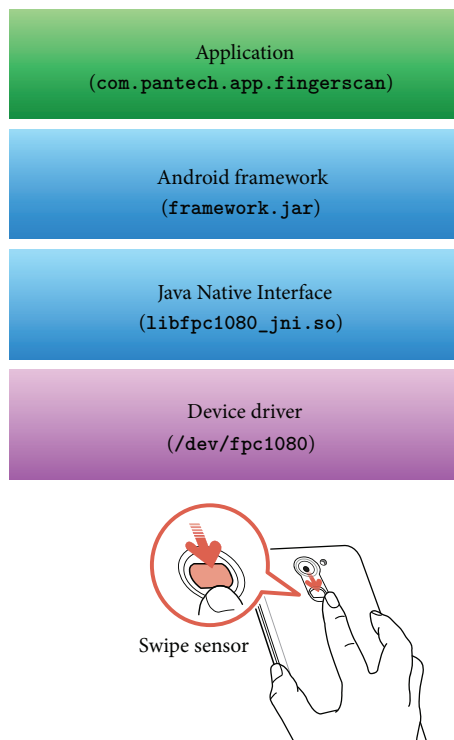 Application
(com.pantech.app.fingerscan)
Android framework
(framework.jar)
Java Native Interface
(libfpc1080_jni.so)
Device driver
(/dev/fpc1080)
Swipe sensor